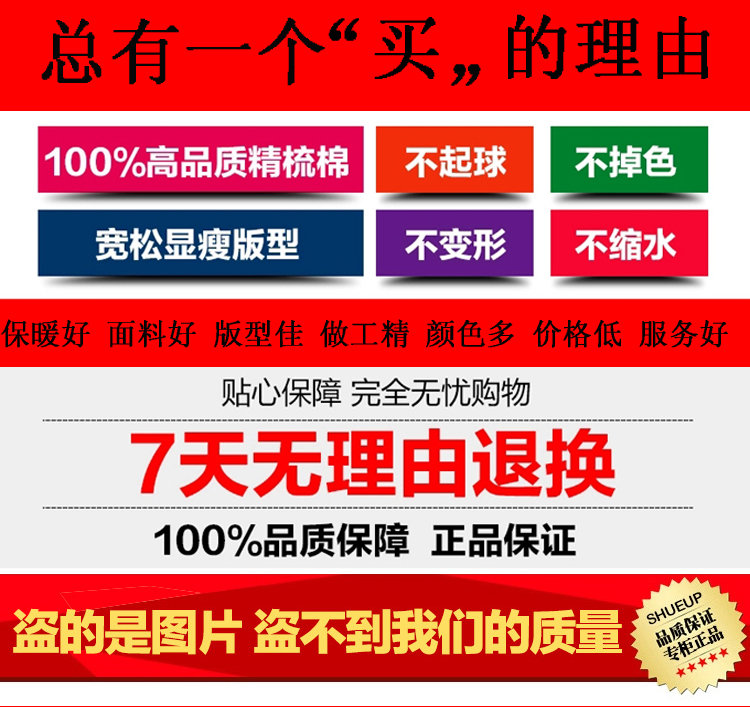 总有一个“买„的理由
100%高品质精梳棉 不起球 不掉色
宽松显瘦版型 不变形 不缩水
保暖好 面料好 版型佳 做工精 颜色多 价格低 服务好
贴心保障 完全无忧购物
7天无理由退换
100%品质保障 正品保证
盗的是图片 盗不到我们的质量
SHUEUP
品质保证
专柜正品
★★★★★